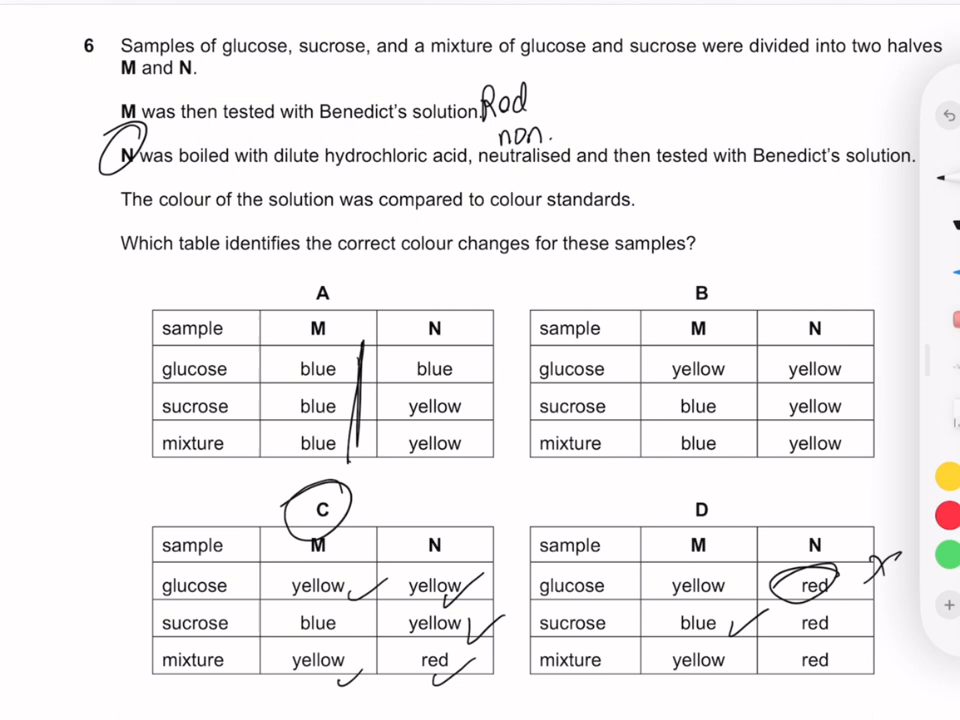 6 Samples of glucose, sucrose, and a mixture of glucose and sucrose were divided into two halves
M and N.
M was then tested with Benedict's solution. Rod
non.
N was boiled with dilute hydrochloric acid, neutralised and then tested with Benedict's solution.
The colour of the solution was compared to colour standards.
Which table identifies the correct colour changes for these samples?
A B
sample M N sample M N
glucose blue blue glucose yellow yellow
sucrose blue yellow sucrose blue yellow
mixture blue yellow mixture blue yellow
C D
sample M N sample M N
glucose yellow yellow glucose yellow red
sucrose blue yellow sucrose blue red
mixture yellow red mixture yellow red